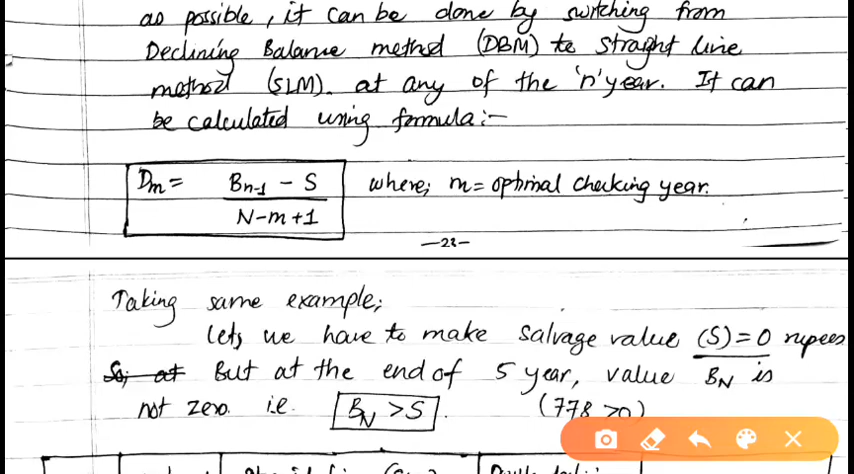 as possible, it can be done by switching from
Declining Balance method (DBM) to straght line
method (SLM). at any of the 'n' year. It can
be calculated using formula:-
Dm = Bn-1 - S / N-m+1 where; m = optimal checking year.
-28-
Taking same example;
Lets we have to make salvage value (S)=0 rupees
So, at But at the end of 5 year, value BN is
not zero. i.e. BN > S. (778 >0)